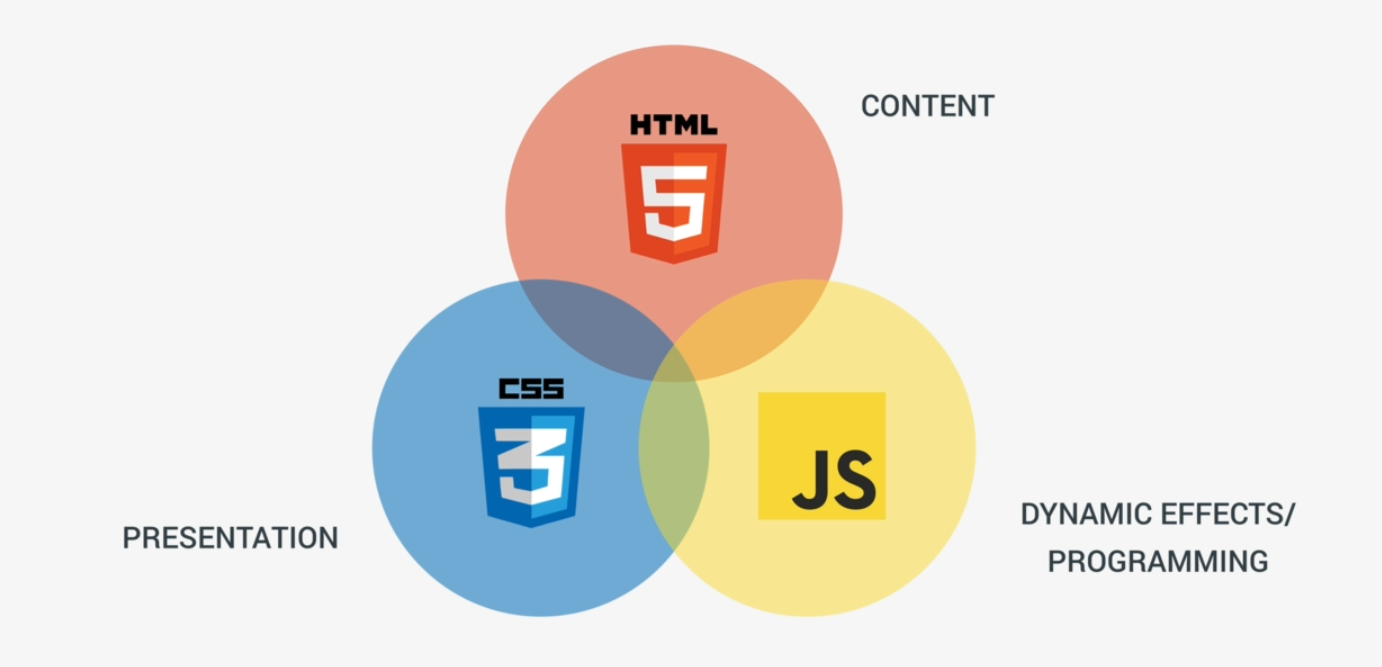 CONTENT
HTML
5
CSS
3
JS
PRESENTATION
DYNAMIC EFFECTS/
PROGRAMMING